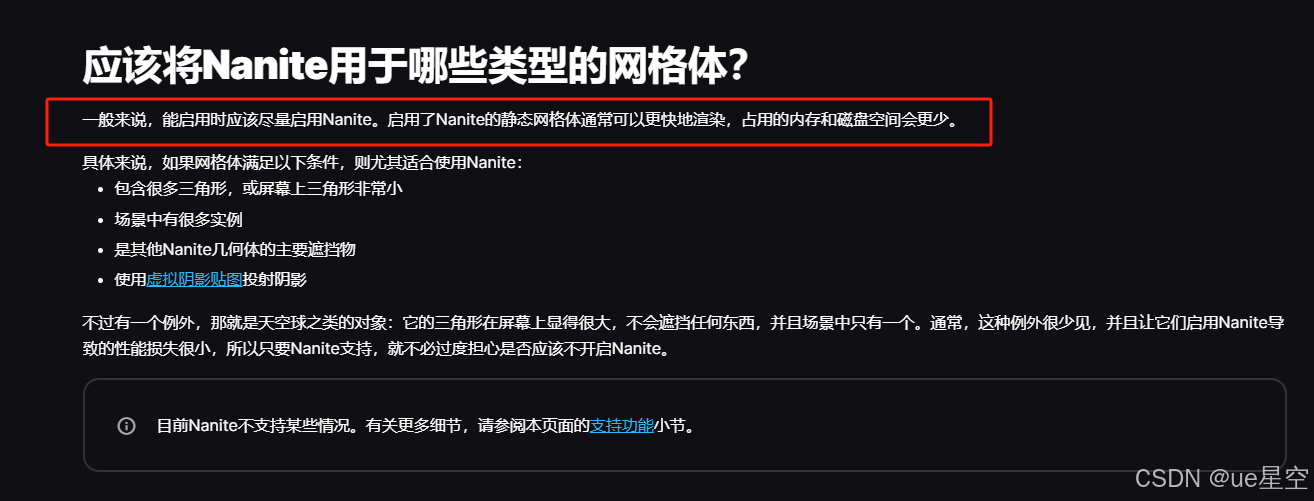 应该将Nanite用于哪些类型的网格体？
一般来说，能启用时应该尽量启用Nanite。启用了Nanite的静态网格体通常可以更快地渲染，占用的内存和磁盘空间会更少。
具体来说，如果网格体满足以下条件，则尤其适合使用Nanite：
• 包含很多三角形，或屏幕上三角形非常小
• 场景中有很多实例
• 是其他Nanite几何体的主要遮挡物
• 使用虚拟阴影贴图投射阴影
不过有一个例外，那就是天空球之类的对象：它的三角形在屏幕上显得很大，不会遮挡任何东西，并且场景中只有一个。通常，这种例外很少见，并且让它们启用Nanite导
致的性能损失很小，所以只要Nanite支持，就不必过度担心是否应该不开启Nanite。
目前Nanite不支持某些情况。有关更多细节，请参阅本页面的支持功能小节。
CSDN @ue星空